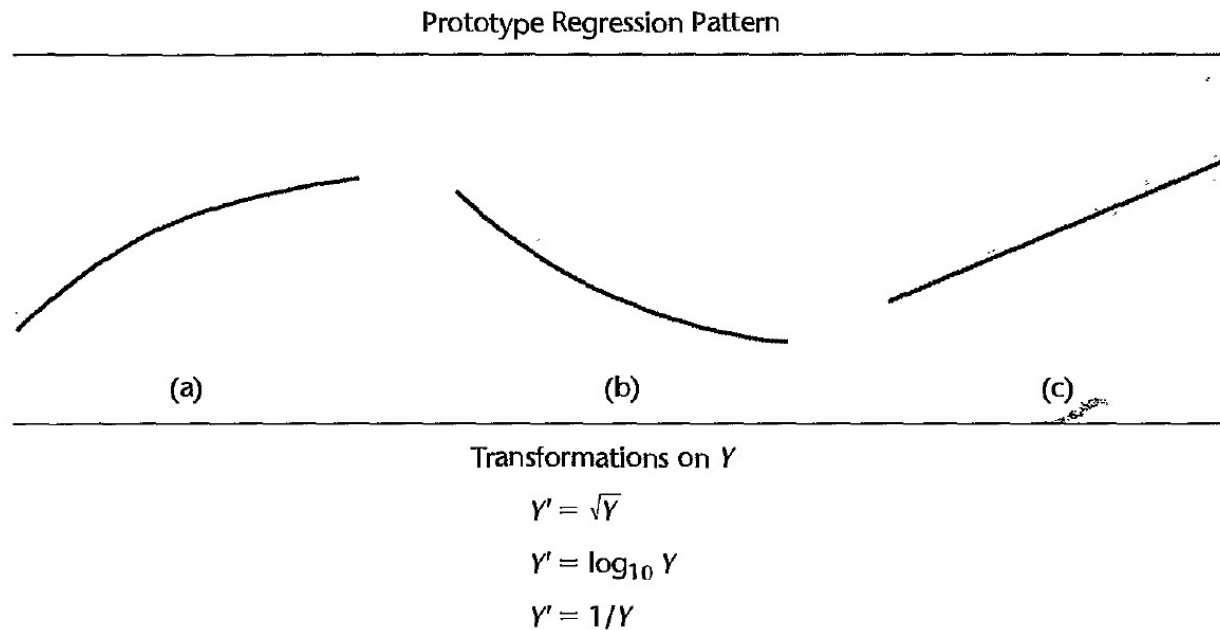 Prototype Regression Pattern
(a) (b) (c)
Transformations on Y
Y' = √Y
Y' = log₁₀ Y
Y' = 1/Y